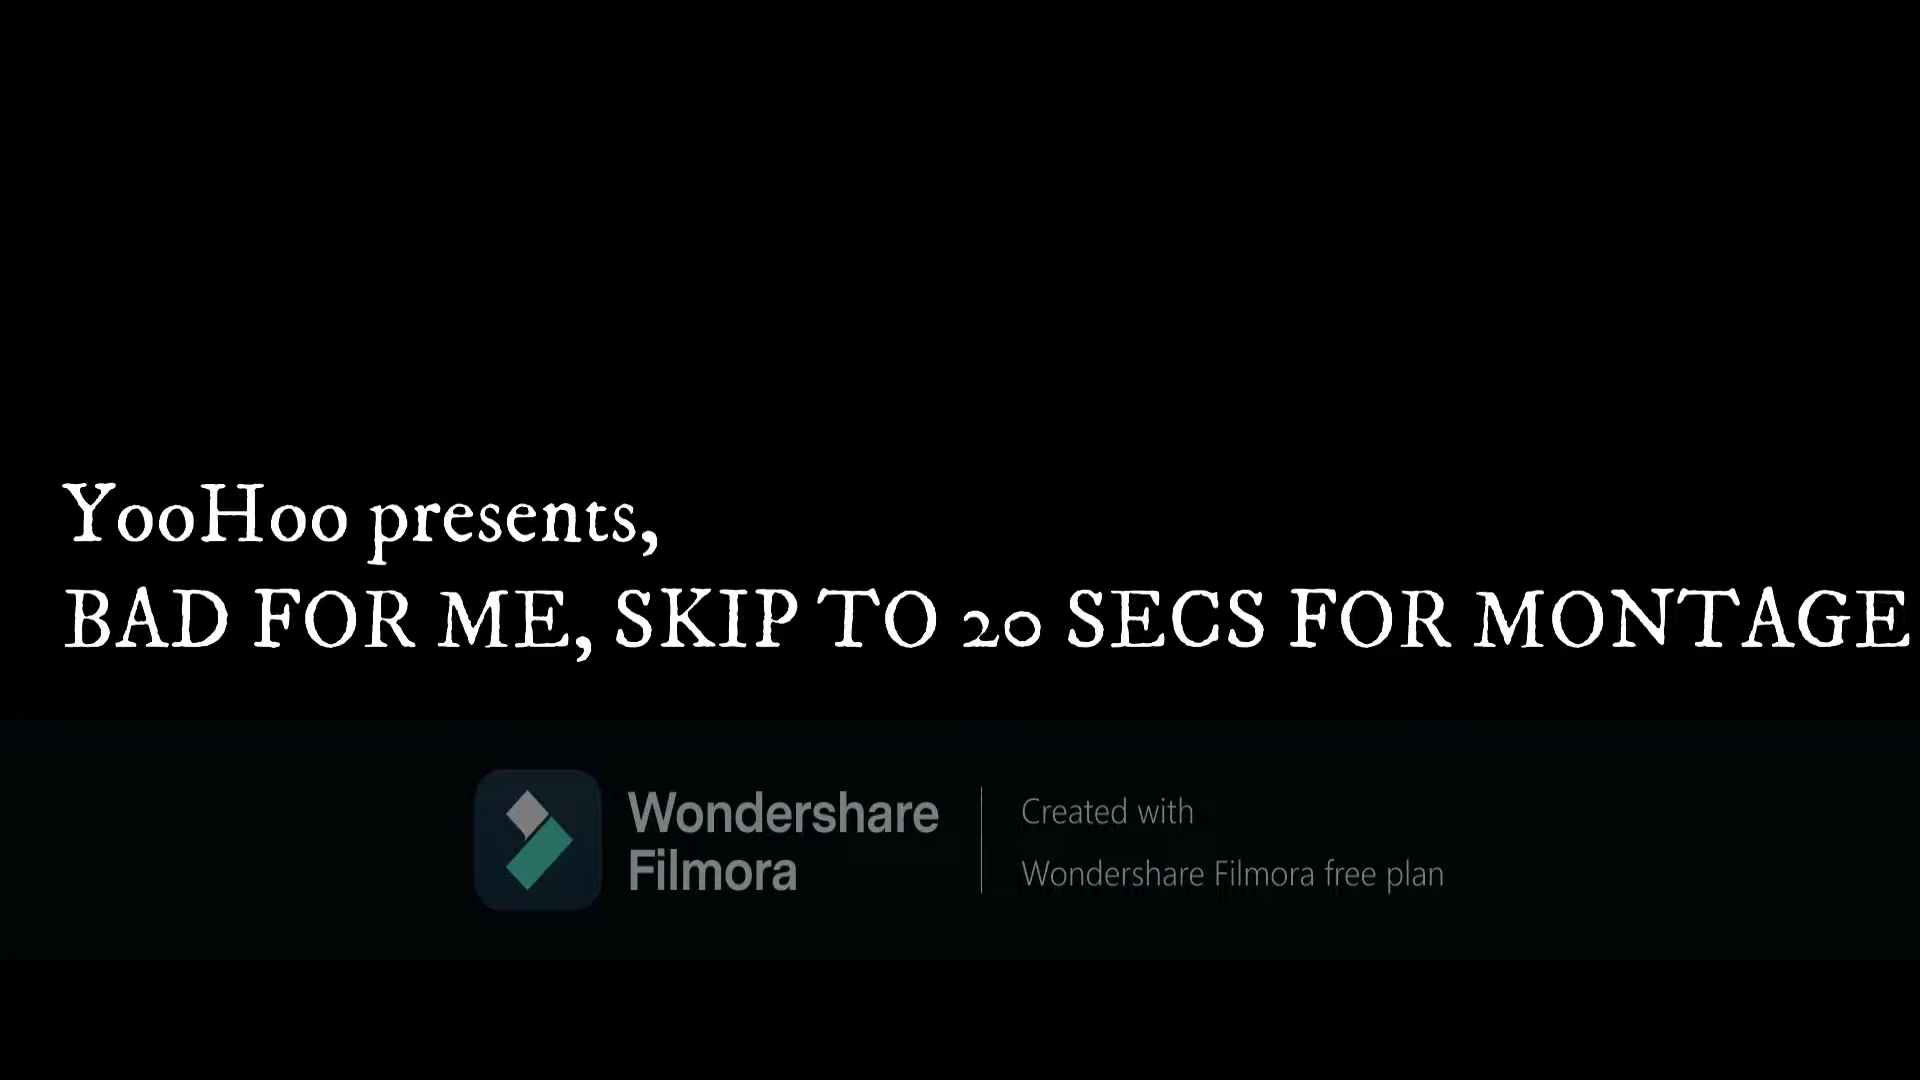 YooHoo presents,
BAD FOR ME, SKIP TO 20 SECS FOR MONTAGE
Wondershare
Filmora
Created with
Wondershare Filmora free plan